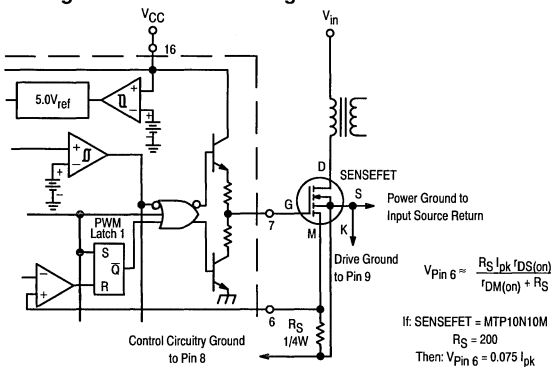 VCC
Vin
16
5.0Vref
+
−
+
−
+
−
+
−
D
SENSEFET
S
G
Power Ground to
Input Source Return
M
K
7
PWM
Latch 1
S
Q
R
−
+
Drive Ground
to Pin 9
VPin 6 ≈ RS Ipk rDS(on)
rDM(on) + RS
6
RS
1/4W
Control Circuitry Ground
to Pin 8
If: SENSEFET = MTP10N10M
RS = 200
Then: VPin 6 = 0.075 Ipk